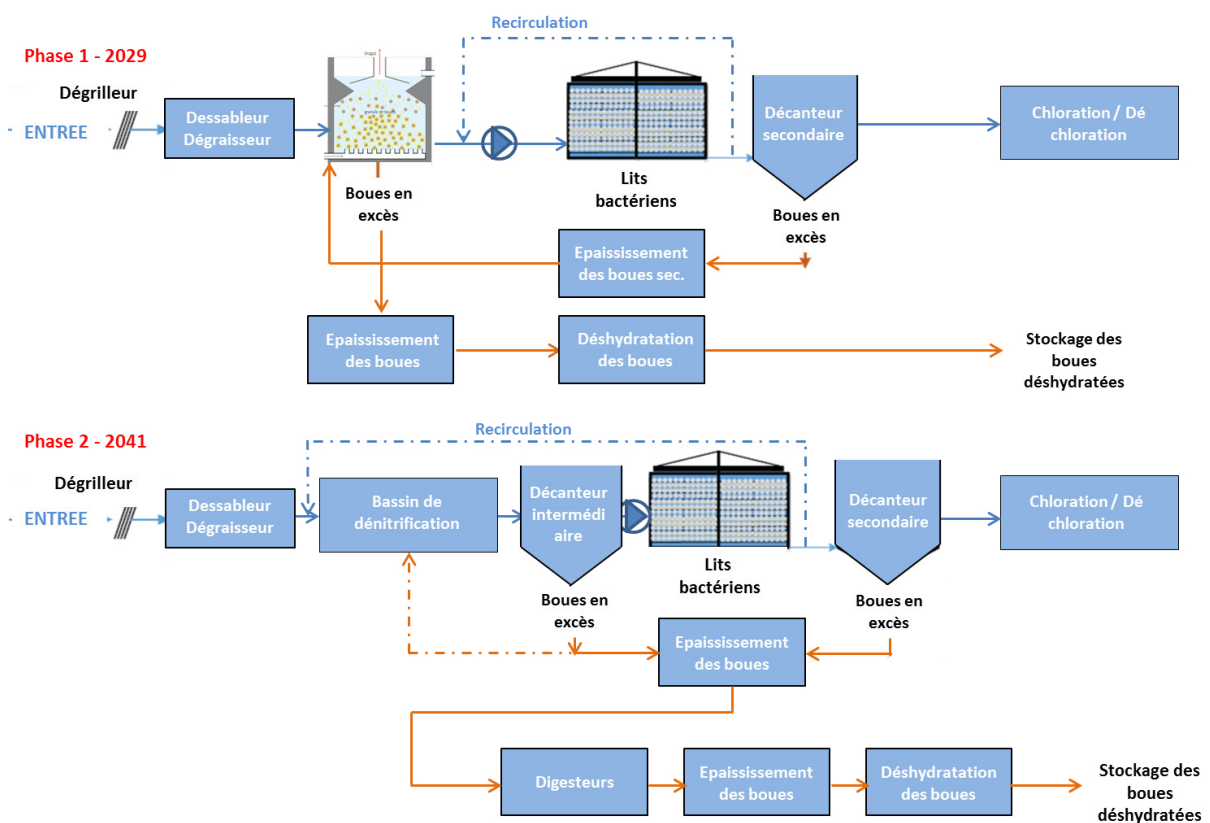 Recirculation
Phase 1 - 2029
Dégrilleur
ENTREE
Dessableur
Dégraisseur
Lits
bactériens
Décanteur
secondaire
Chloration / Dé
chloration
Boues en
excès
Boues en
excès
Epaississement
des boues sec.
Epaississement
des boues
Déshydratation
des boues
Stockage des
boues
déshydratées
Phase 2 - 2041
Recirculation
Dégrilleur
ENTREE
Dessableur
Dégraisseur
Bassin de
dénitrification
Décanteur
intermédi
aire
Lits
bactériens
Décanteur
secondaire
Chloration / Dé
chloration
Boues en
excès
Boues en
excès
Epaississement
des boues
Digesteurs
Epaississement
des boues
Déshydratation
des boues
Stockage des
boues
déshydratées